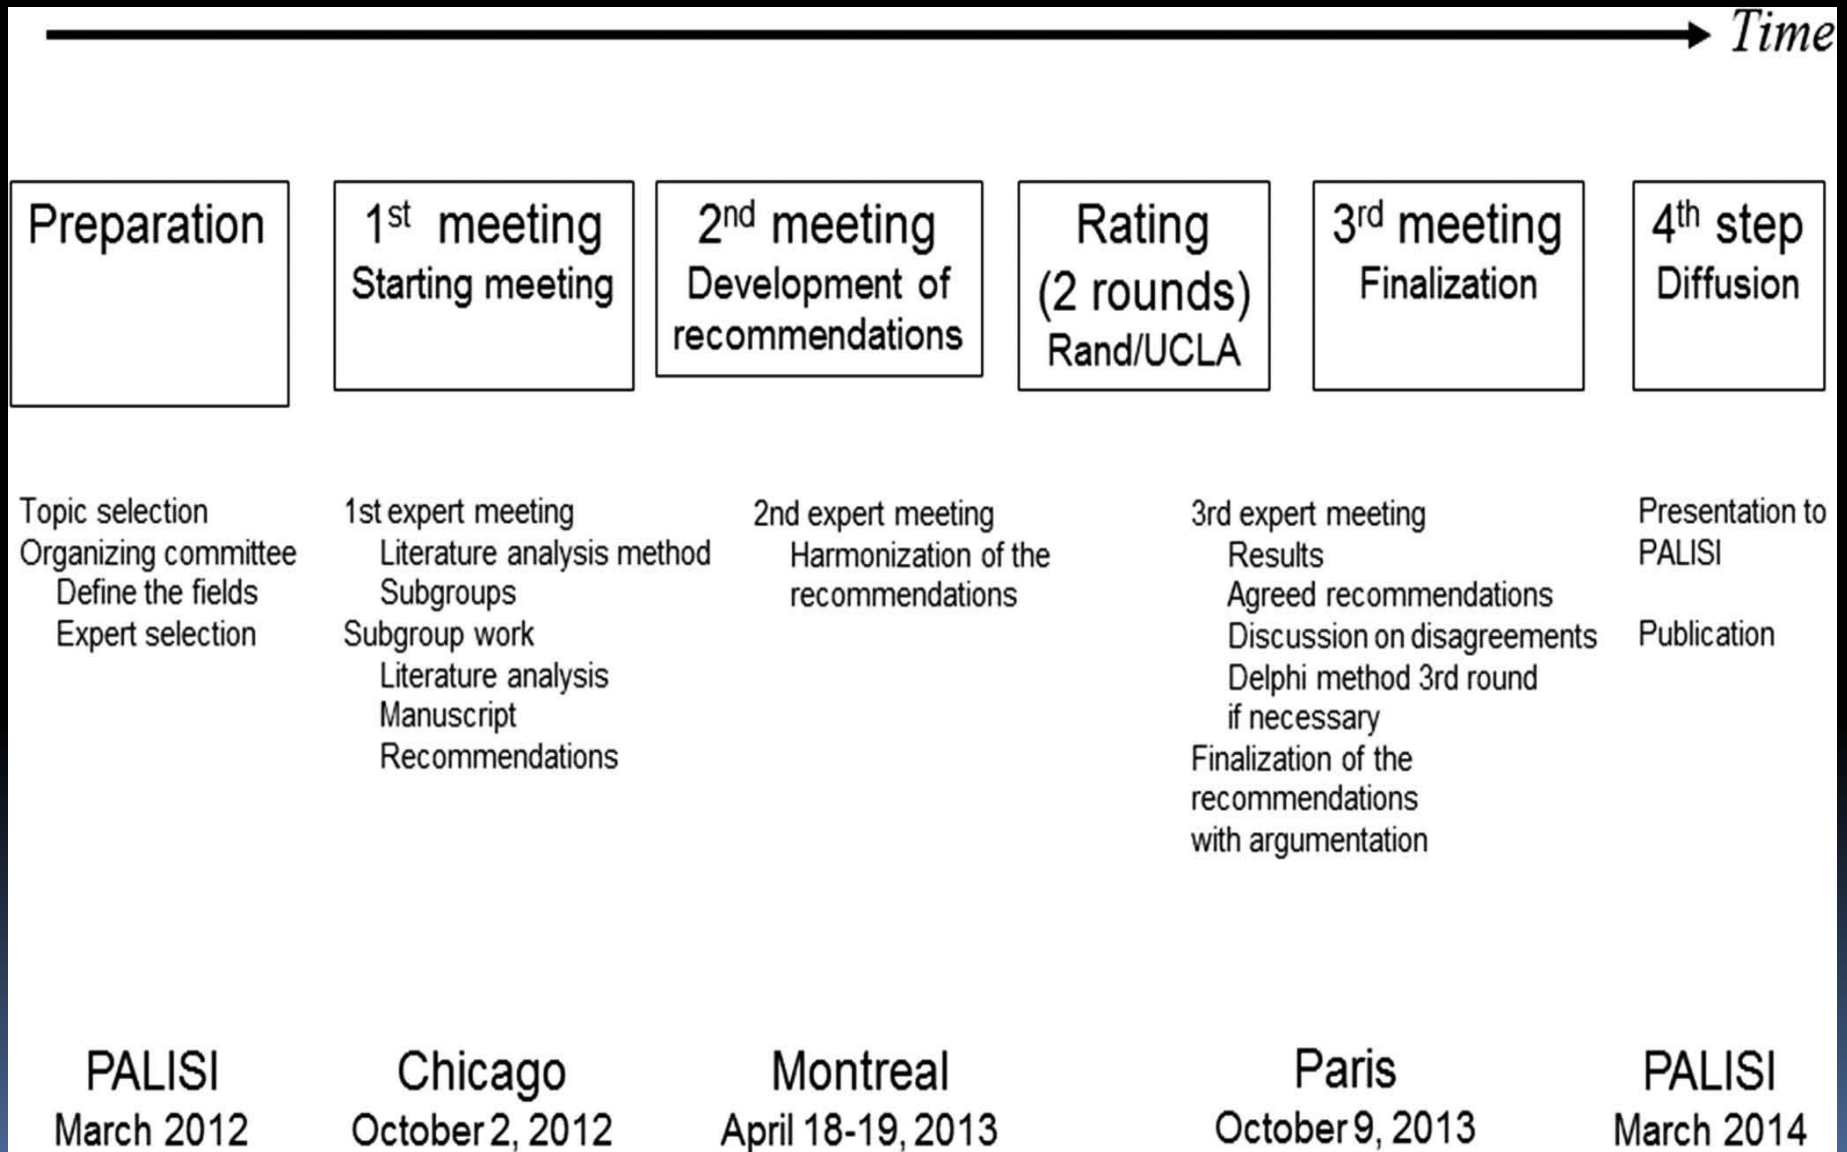 Time
Preparation
1st meeting
Starting meeting
2nd meeting
Development of
recommendations
Rating
(2 rounds)
Rand/UCLA
3rd meeting
Finalization
4th step
Diffusion
Topic selection
Organizing committee
Define the fields
Expert selection
1st expert meeting
Literature analysis method
Subgroups
Subgroup work
Literature analysis
Manuscript
Recommendations
2nd expert meeting
Harmonization of the
recommendations
3rd expert meeting
Results
Agreed recommendations
Discussion on disagreements
Delphi method 3rd round
if necessary
Finalization of the
recommendations
with argumentation
Presentation to
PALISI
Publication
PALISI
March 2012
Chicago
October 2, 2012
Montreal
April 18-19, 2013
Paris
October 9, 2013
PALISI
March 2014